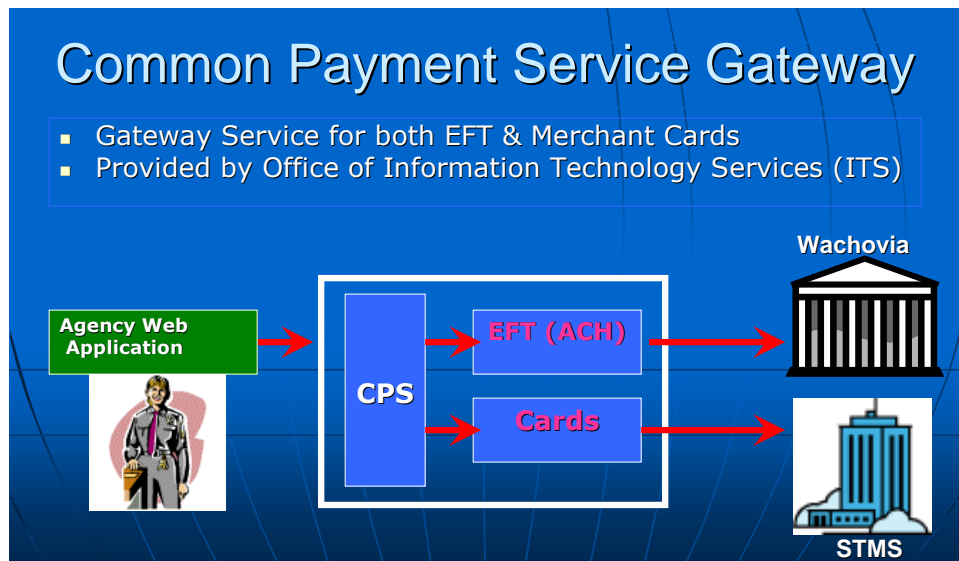 Common Payment Service Gateway
Gateway Service for both EFT & Merchant Cards
Provided by Office of Information Technology Services (ITS)
Wachovia
Agency Web
Application
EFT (ACH)
CPS
Cards
STMS